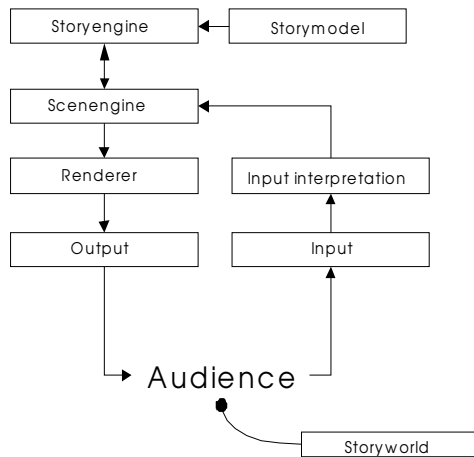 Storyengine
Storymodel
Scenengine
Renderer
Input interpretation
Output
Input
Audience
Storyworld